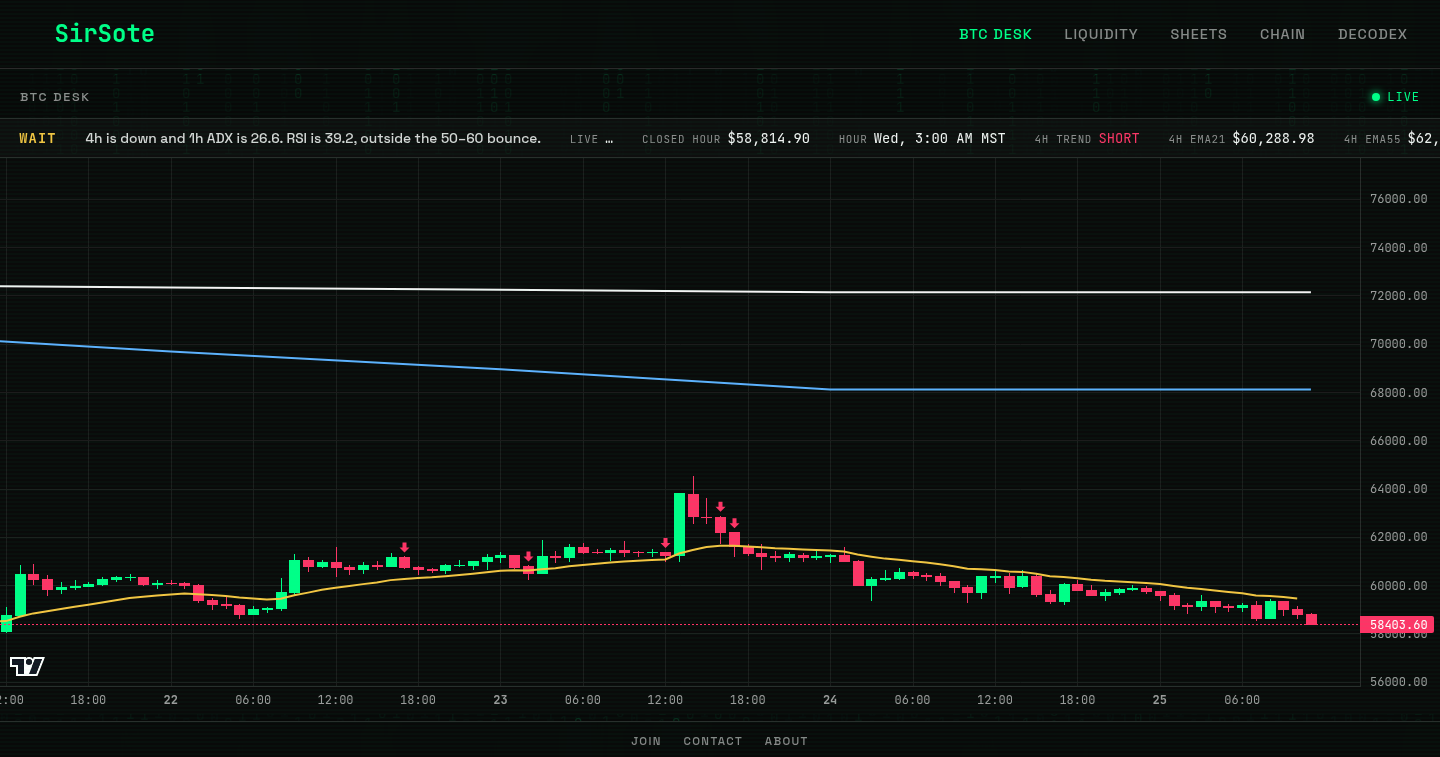 SirSote
BTC DESK LIQUIDITY SHEETS CHAIN DECODEX
BTC DESK
LIVE
WAIT 4h is down and 1h ADX is 26.6. RSI is 39.2, outside the 50–60 bounce. LIVE … CLOSED HOUR $58,814.90 HOUR Wed, 3:00 AM MST 4H TREND SHORT 4H EMA21 $60,288.98 4H EMA55 $62,
76000.00
74000.00
72000.00
70000.00
68000.00
66000.00
64000.00
62000.00
60000.00
58403.60
58000.00
56000.00
2:00 18:00 22 06:00 12:00 18:00 23 06:00 12:00 18:00 24 06:00 12:00 18:00 25 06:00
JOIN CONTACT ABOUT